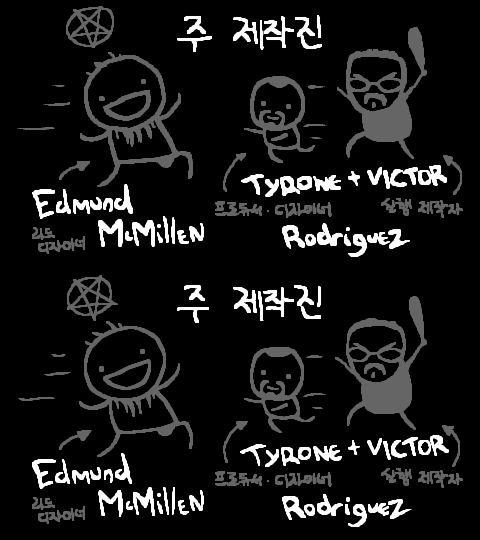 주 제작진
Edmund
McMillEN
리드
디자이너
TYRONE + VICTOR
프로듀서 · 디자이너
실행 제작자
RodriguEZ
주 제작진
Edmund
McMillEN
리드
디자이너
TYRONE + VICTOR
프로듀서 · 디자이너
실행 제작자
RodriguEZ